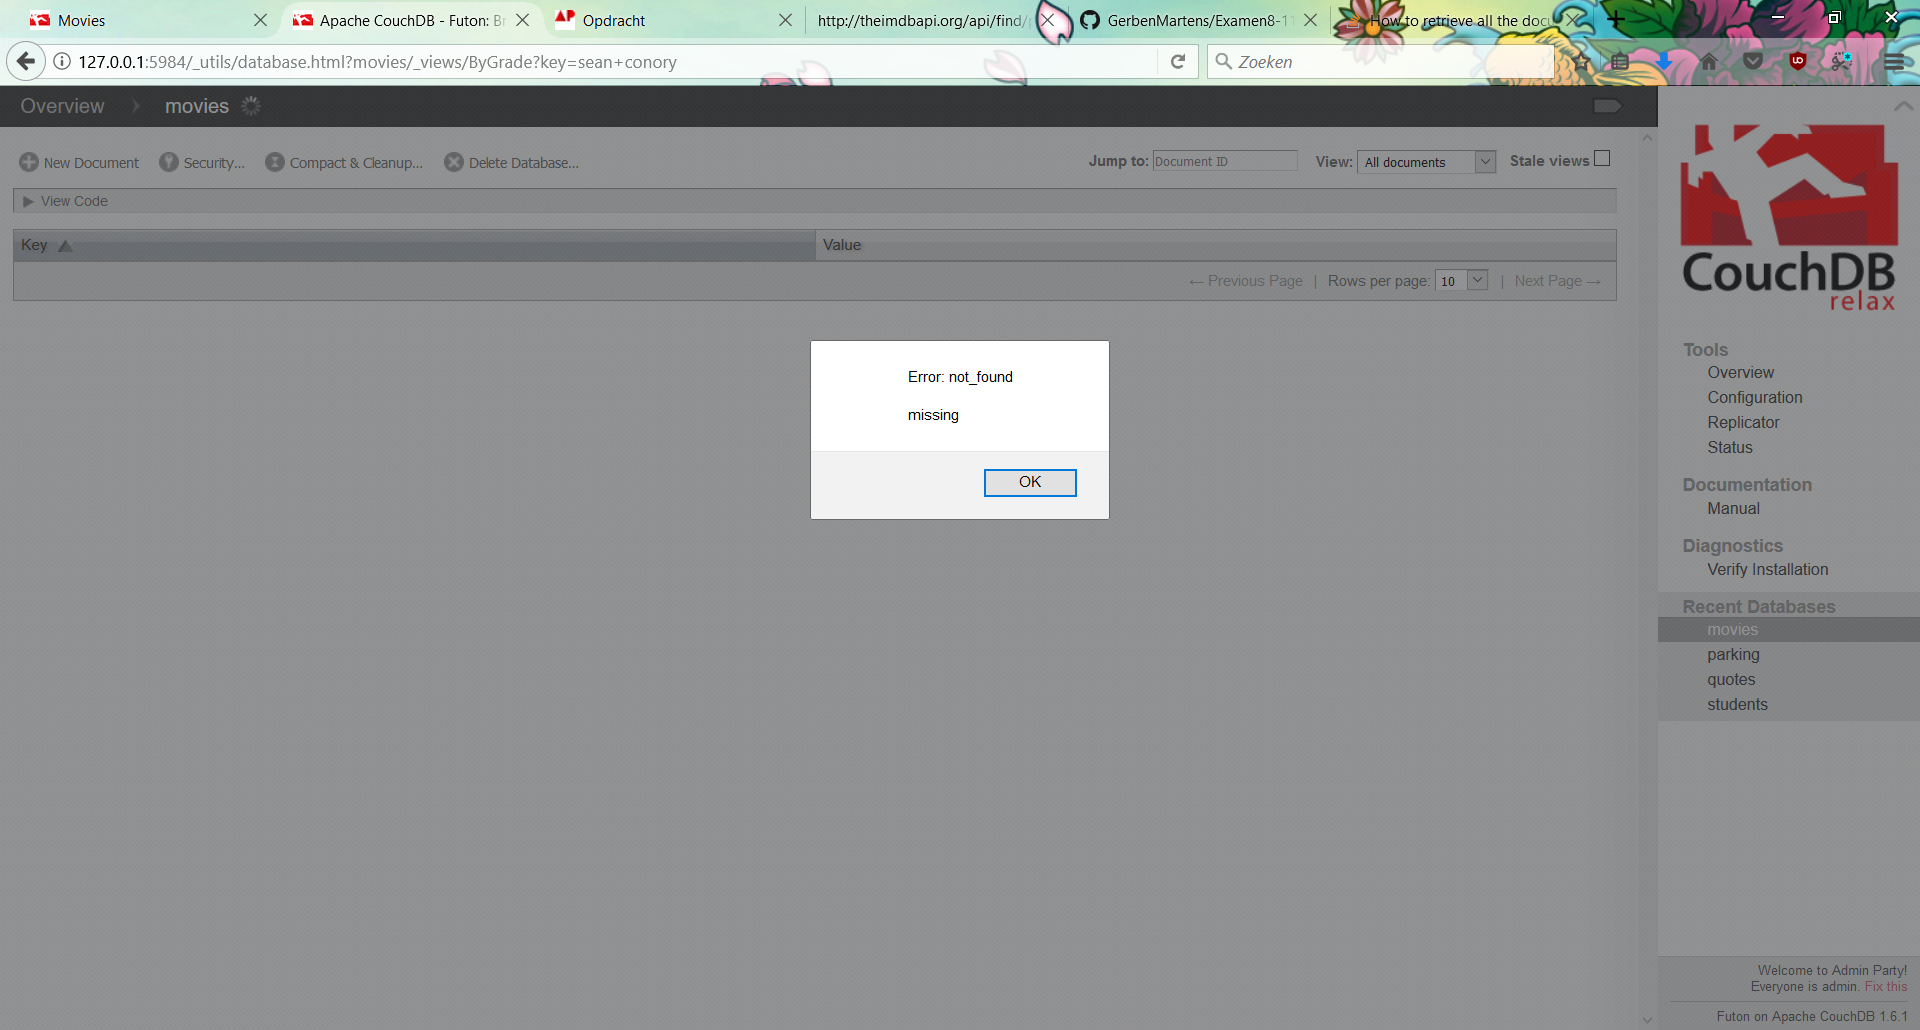 Movies
Apache CouchDB - Futon: Br
Opdracht
http://theimdbapi.org/api/find/
GerbenMartens/Examen8-11
How to retrieve all the docu
127.0.0.1:5984/_utils/database.html?movies/_views/ByGrade?key=sean+conory
Zoeken
Overview
movies
New Document
Security...
Compact & Cleanup...
Delete Database...
Jump to: Document ID
View: All documents
Stale views
View Code
Key
Value
← Previous Page | Rows per page: 10 | Next Page →
Error: not_found
missing
OK
CouchDB
relax
Tools
Overview
Configuration
Replicator
Status
Documentation
Manual
Diagnostics
Verify Installation
Recent Databases
movies
parking
quotes
students
Welcome to Admin Party!
Everyone is admin. Fix this
Futon on Apache CouchDB 1.6.1